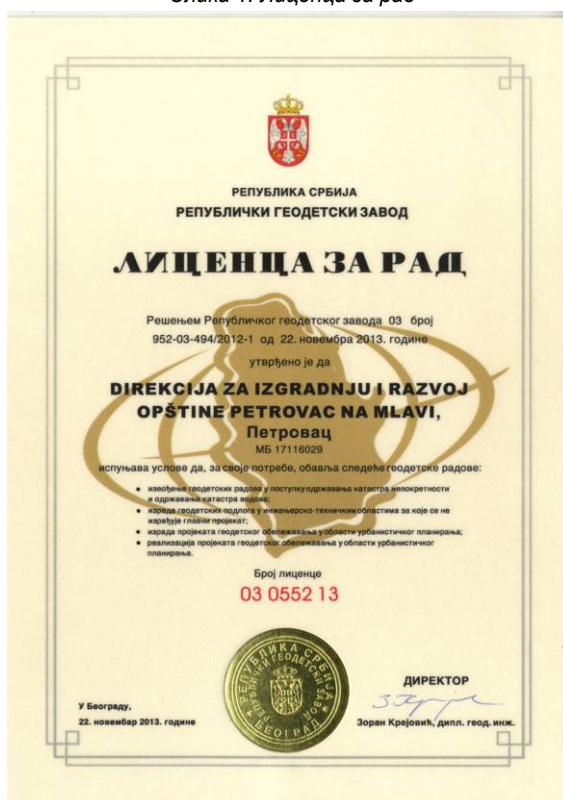 Слика 1: Лиценца за рад
РЕПУБЛИКА СРБИЈА
РЕПУБЛИЧКИ ГЕОДЕТСКИ ЗАВОД
ЛИЦЕНЦА ЗА РАД
Решењем Републичког геодетског завода 03 број
952-03-494/2012-1 од 22. новембра 2013. године
утврђено је да
DIREKCIJA ZA IZGRADNJU I RAZVOJ
OPŠTINE PETROVAC NA MLAVI,
Петровац
МБ 17116029
испуњава услове да, за своје потребе, обавља следеће геодетске радове:
• извођење геодетских радова у поступку одржавања катастра непокретности
и одржавања катастра водова;
• израда геодетских подлога у инжењерско-техничким областима за које се не
израђује главни пројекат;
• израда пројеката геодетског обележавања у области урбанистичког планирања;
• реализација пројеката геодетског обележавања у области урбанистичког
планирања.
Број лиценце
03 0552 13
РЕПУБЛИКА СРБИЈА
РЕПУБЛИЧКИ ГЕОДЕТСКИ ЗАВОД
БЕОГРАД
ДИРЕКТОР
У Београду,
22. новембар 2013. године
Зоран Крејовић, дипл. геод. инж.